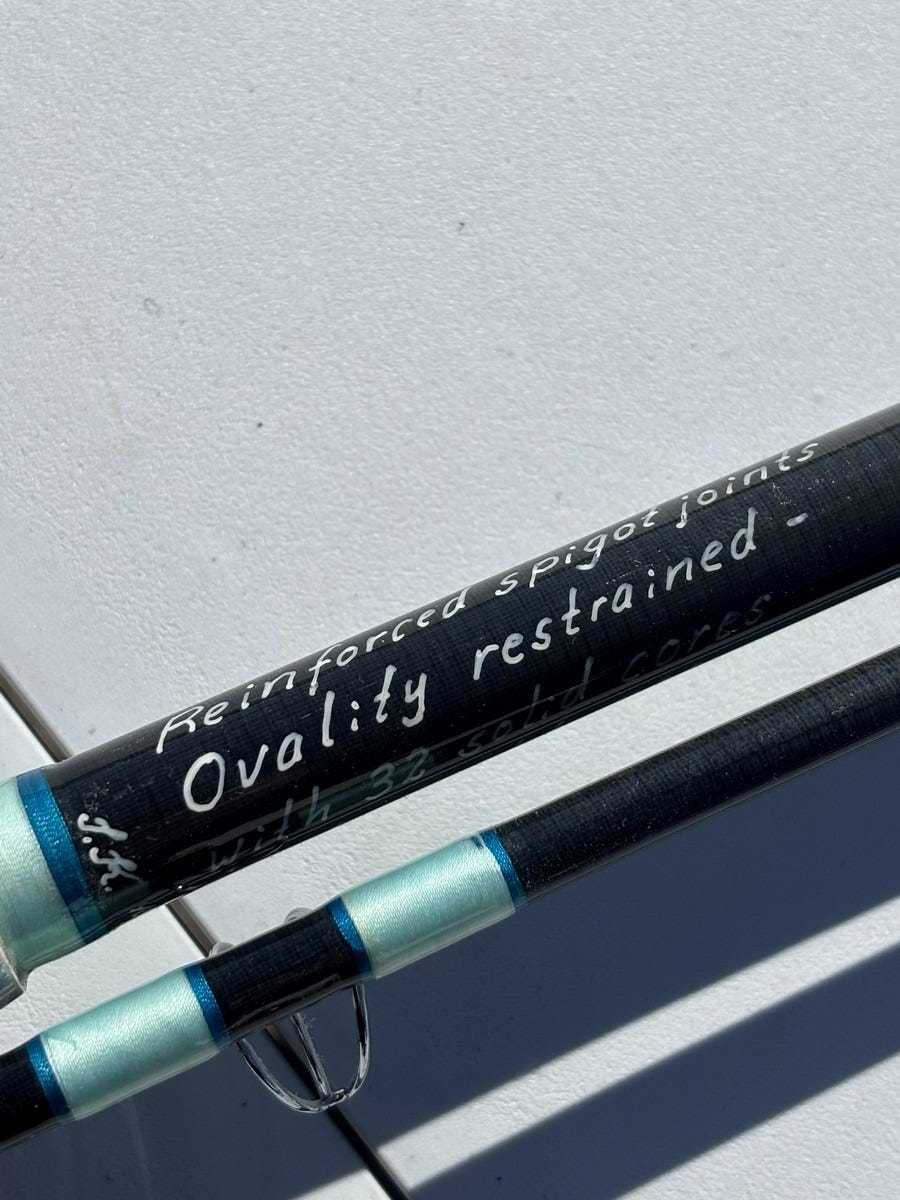 Reinforced spigot joints
Ovality restrained -
with 32 solid cores
J.K.